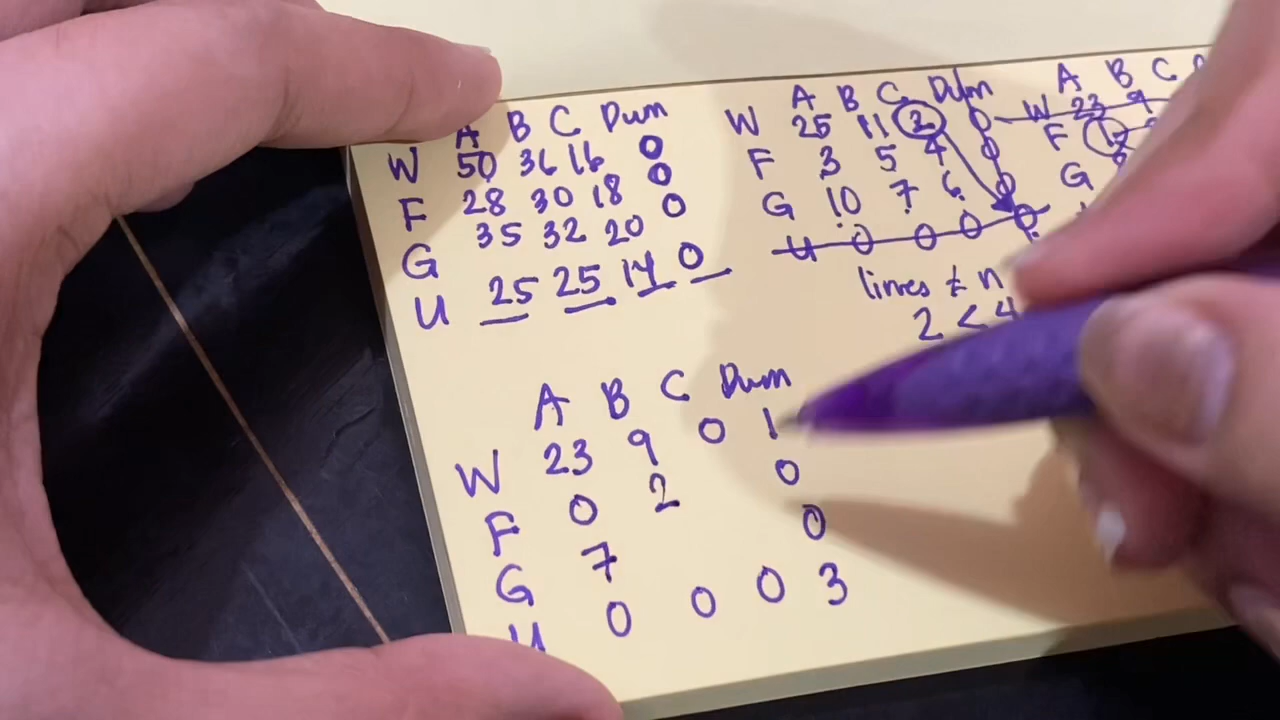 A B C Dum
W 50 36 16 0
F 28 30 18 0
G 35 32 20 0
U 25 25 14 0
A B C Dum
W 25 11 2 0
F 3 5 4 0
G 10 7 6 0
U 0 0 0 0
lines ≠ n
2 < 4
A B C
W 23 9
F
G
A B C Dum
W 23 9 0 1
F 0 2 0
G 7 0
U 0 0 0 3